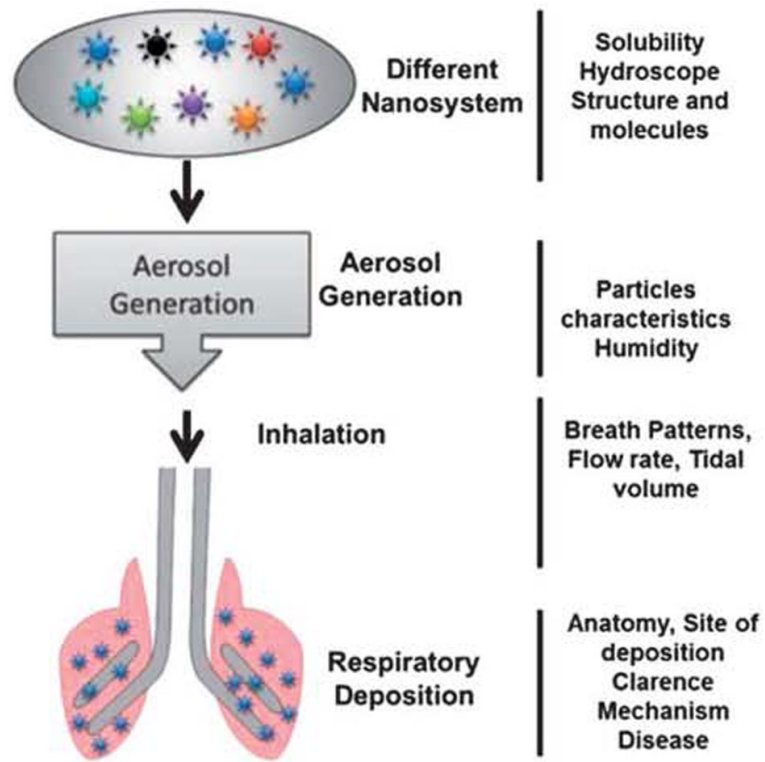 Different
Nanosystem
Solubility
Hydroscope
Structure and
molecules
Aerosol
Generation
Aerosol
Generation
Particles
characteristics
Humidity
Inhalation
Breath Patterns,
Flow rate, Tidal
volume
Respiratory
Deposition
Anatomy, Site of
deposition
Clarence
Mechanism
Disease